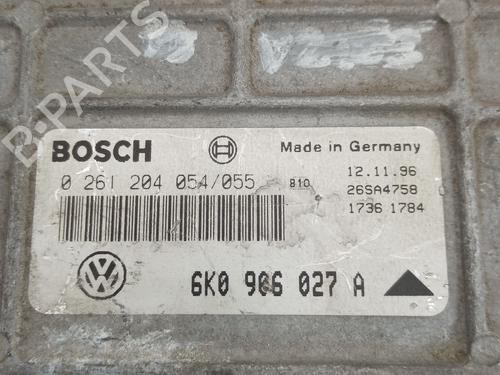 B-PARTS
BOSCH
Made in Germany
0 261 204 054/055 810
12.11.96
26SA4758
1736 1784
6K0 906 027 A